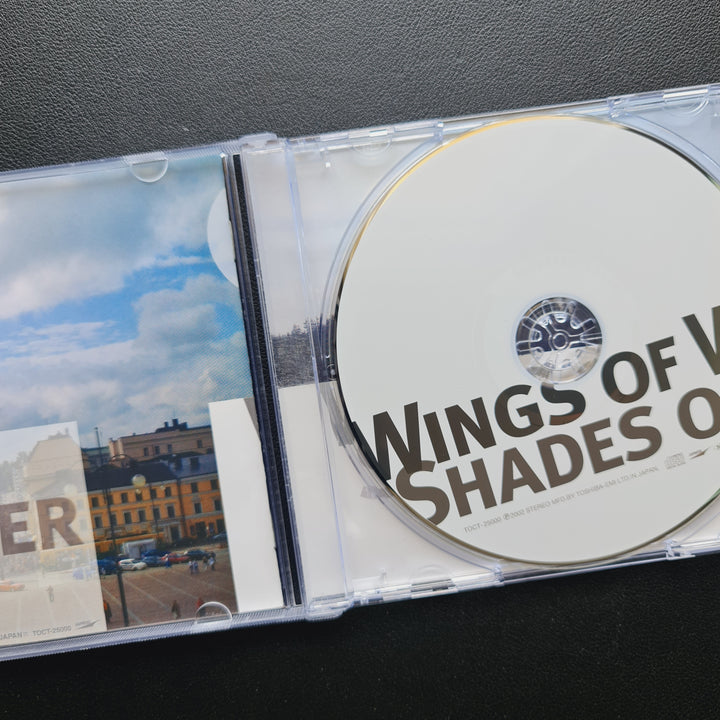 ER
JAPAN TOCT-25000
WINGS OF W
SHADES O
TOCT-25000 ℗2002 STEREO MFD.BY TOSHIBA-EMI LTD.IN JAPAN.